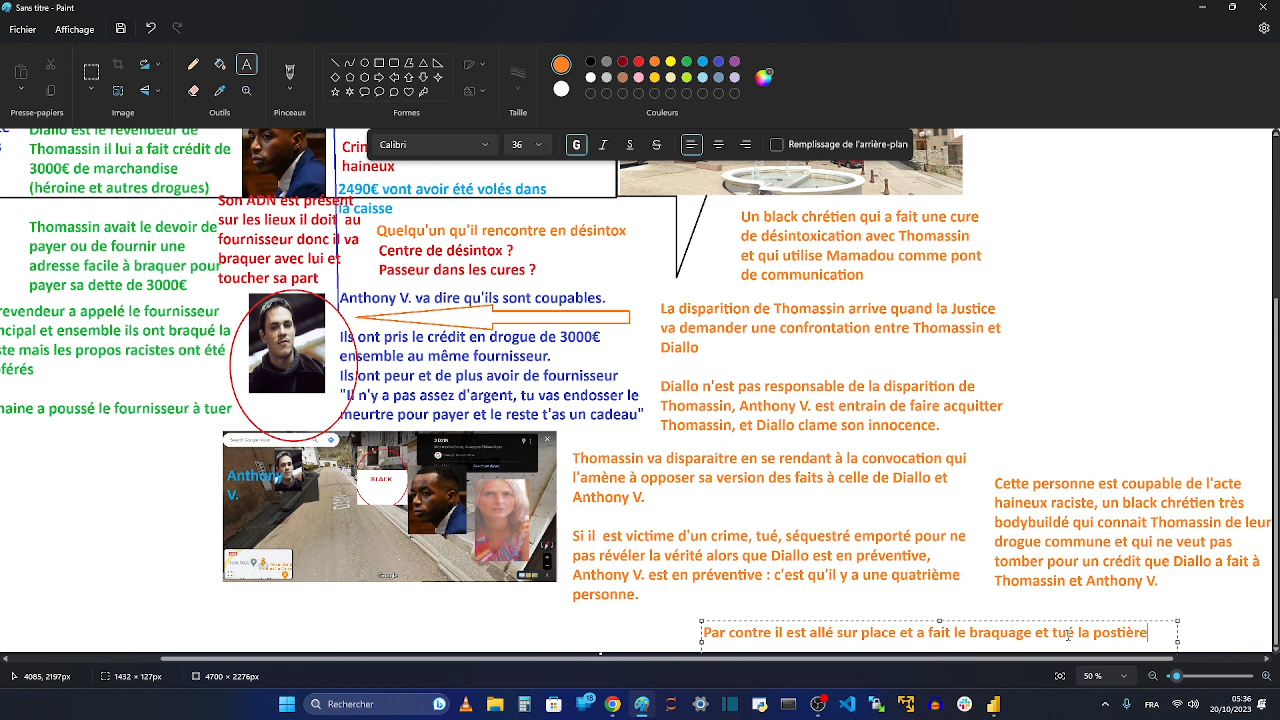 Sans titre - Paint
Fichier Affichage
Presse-papiers Image Outils Pinceaux Formes Taille Couleurs
Calibri 36 G I S S Remplissage de l'arrière-plan
Diallo est le revendeur de
Thomassin il lui a fait crédit de
3000€ de marchandise
(héroine et autres drogues)
Thomassin avait le devoir de
payer ou de fournir une
adresse facile à braquer pour
payer sa dette de 3000€
revendeur a appelé le fournisseur
ncipal et ensemble ils ont braqué la
ste mais les propos racistes ont été
oférés
haine a poussé le fournisseur à tuer
Son ADN est présent
sur les lieux il doit au
fournisseur donc il va
braquer avec lui et
toucher sa part
Crim
haineux
2490€ vont avoir été volés dans
la caisse
Quelqu'un qu'il rencontre en désintox
Centre de désintox ?
Passeur dans les cures ?
Anthony V. va dire qu'ils sont coupables.
Ils ont pris le crédit en drogue de 3000€
ensemble au même fournisseur.
Ils ont peur et de plus avoir de fournisseur
"Il n'y a pas assez d'argent, tu vas endosser le
meurtre pour payer et le reste t'as un cadeau"
Un black chrétien qui a fait une cure
de désintoxication avec Thomassin
et qui utilise Mamadou comme pont
de communication
La disparition de Thomassin arrive quand la Justice
va demander une confrontation entre Thomassin et
Diallo
Diallo n'est pas responsable de la disparition de
Thomassin, Anthony V. est entrain de faire acquitter
Thomassin, et Diallo clame son innocence.
Anthony
V.
BLACK
Google
Thomassin va disparaitre en se rendant à la convocation qui
l'amène à opposer sa version des faits à celle de Diallo et
Anthony V.
Si il est victime d'un crime, tué, séquestré emporté pour ne
pas révéler la vérité alors que Diallo est en préventive,
Anthony V. est en préventive : c'est qu'il y a une quatrième
personne.
Cette personne est coupable de l'acte
haineux raciste, un black chrétien très
bodybuildé qui connait Thomassin de leur
drogue commune et qui ne veut pas
tomber pour un crédit que Diallo a fait à
Thomassin et Anthony V.
Par contre il est allé sur place et a fait le braquage et tué la postière
4085, 2197px 1432 × 127px 4700 × 2276px 50 %
Rechercher
FRA
05:36
20/10/2023